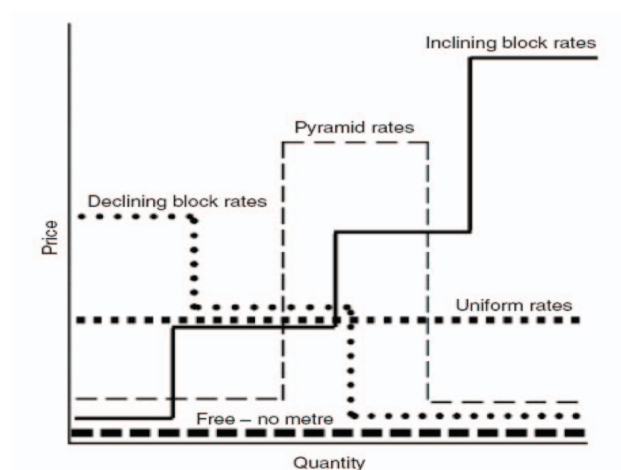 Inclining block rates
Pyramid rates
Declining block rates
Price
Uniform rates
Free – no metre
Quantity